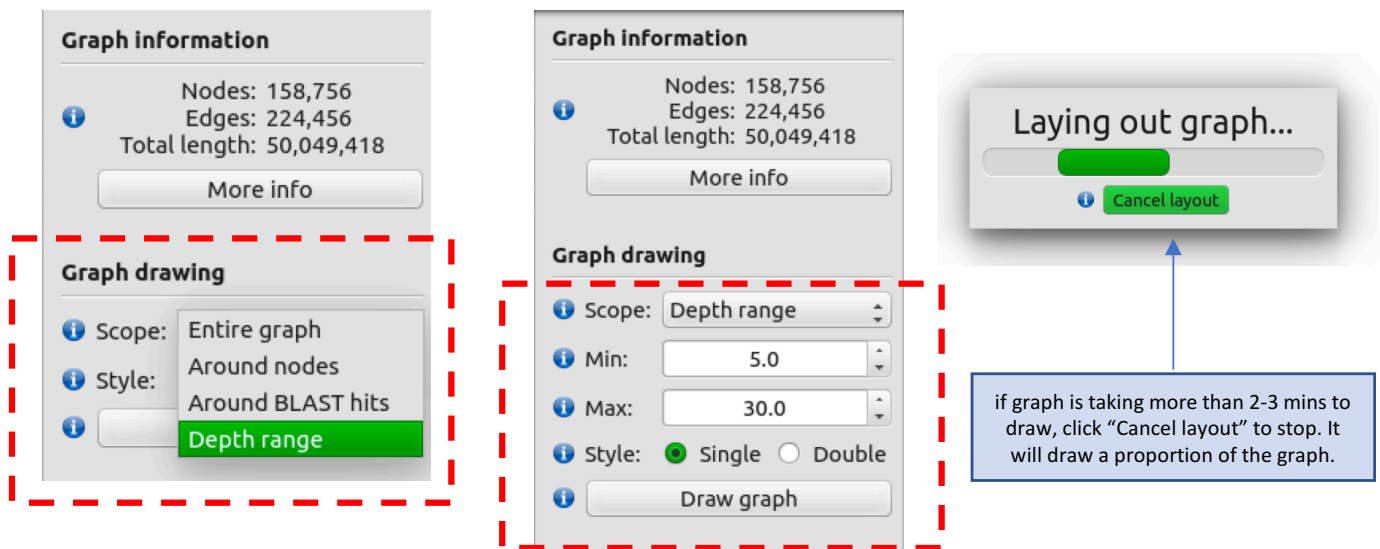 Graph information
Nodes: 158,756
Edges: 224,456
Total length: 50,049,418
More info
Graph drawing
Scope:
Entire graph
Around nodes
Around BLAST hits
Depth range
Style:
Graph information
Nodes: 158,756
Edges: 224,456
Total length: 50,049,418
More info
Graph drawing
Scope: Depth range
Min: 5.0
Max: 30.0
Style: Single Double
Draw graph
Laying out graph...
Cancel layout
if graph is taking more than 2-3 mins to
draw, click “Cancel layout” to stop. It
will draw a proportion of the graph.